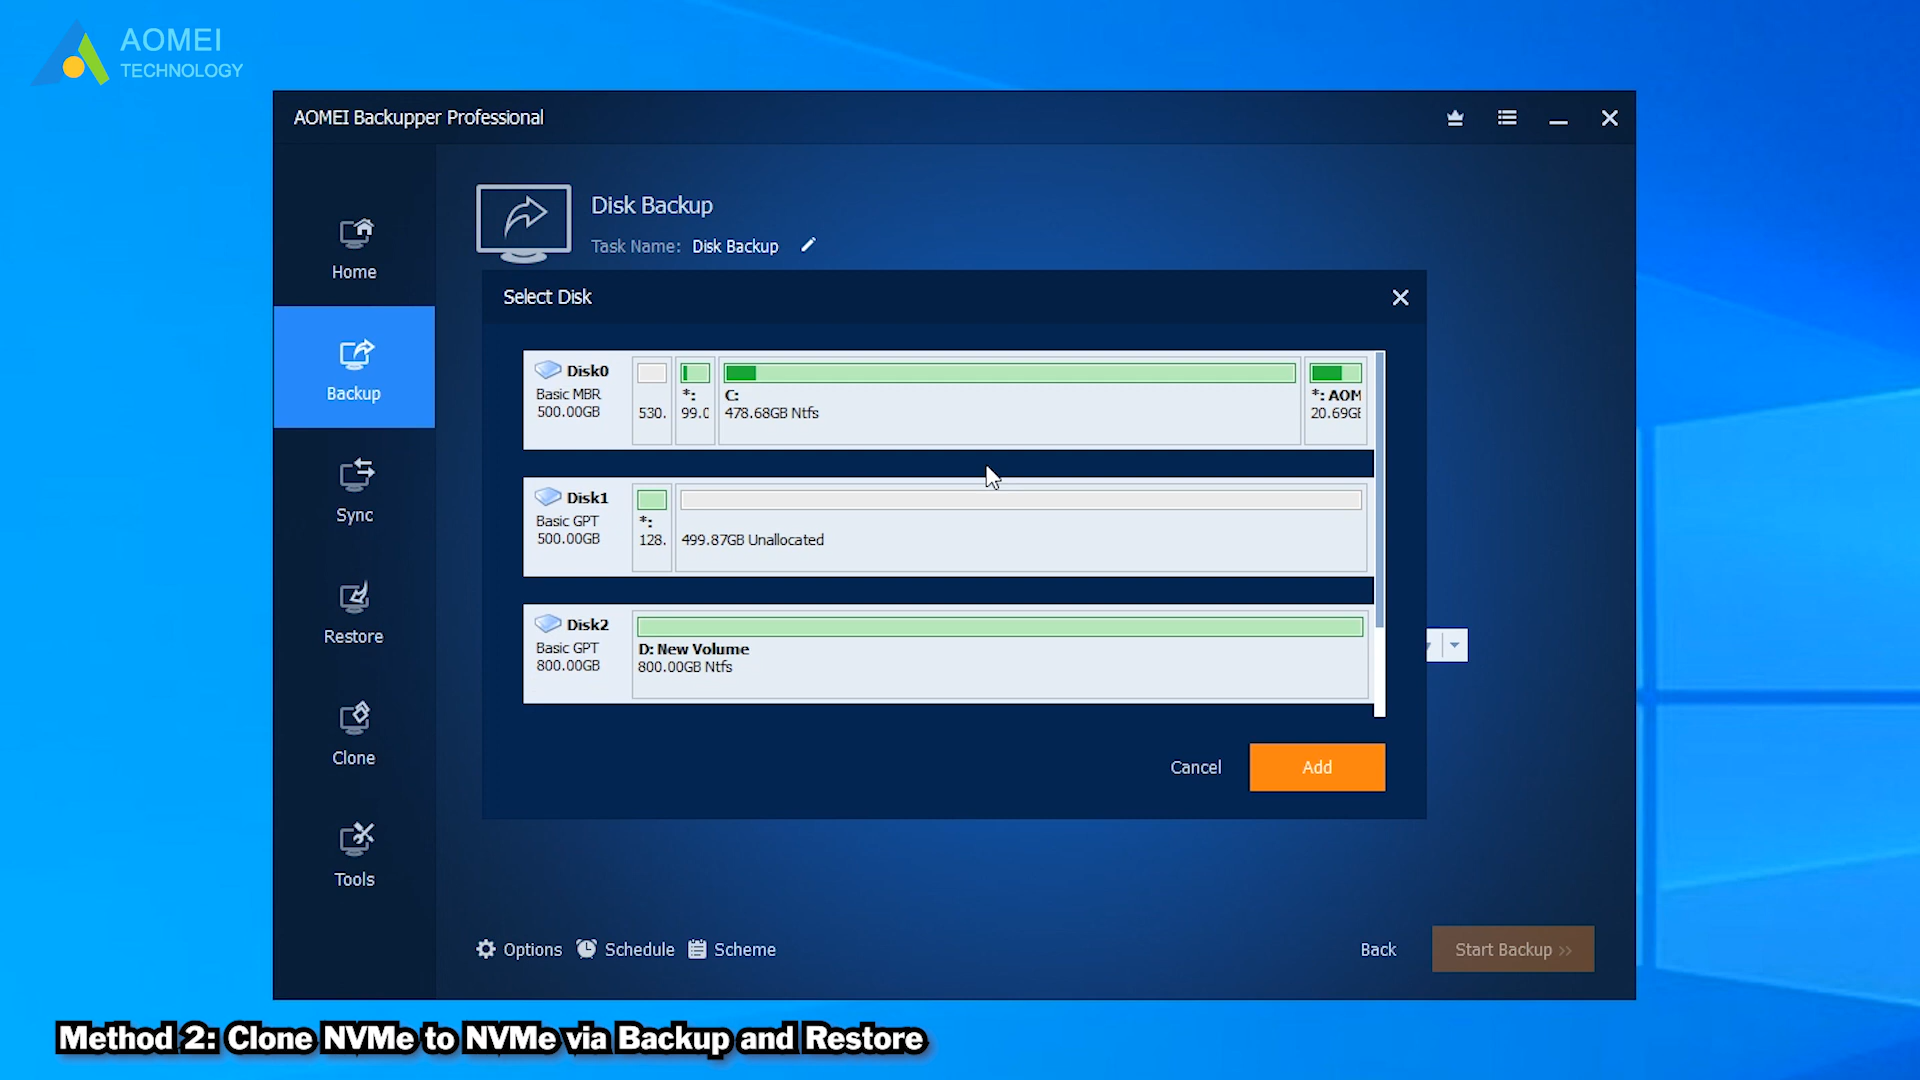 AOMEI
TECHNOLOGY
AOMEI Backupper Professional
Home
Backup
Sync
Restore
Clone
Tools
Disk Backup
Task Name: Disk Backup
Select Disk
Disk0
Basic MBR
500.00GB
530.
*:
99.0
C:
478.68GB Ntfs
*: AOM
20.69GB
Disk1
Basic GPT
500.00GB
*:
128.
499.87GB Unallocated
Disk2
Basic GPT
800.00GB
D: New Volume
800.00GB Ntfs
Cancel
Add
Options
Schedule
Scheme
Back
Start Backup >>
Method 2: Clone NVMe to NVMe via Backup and Restore